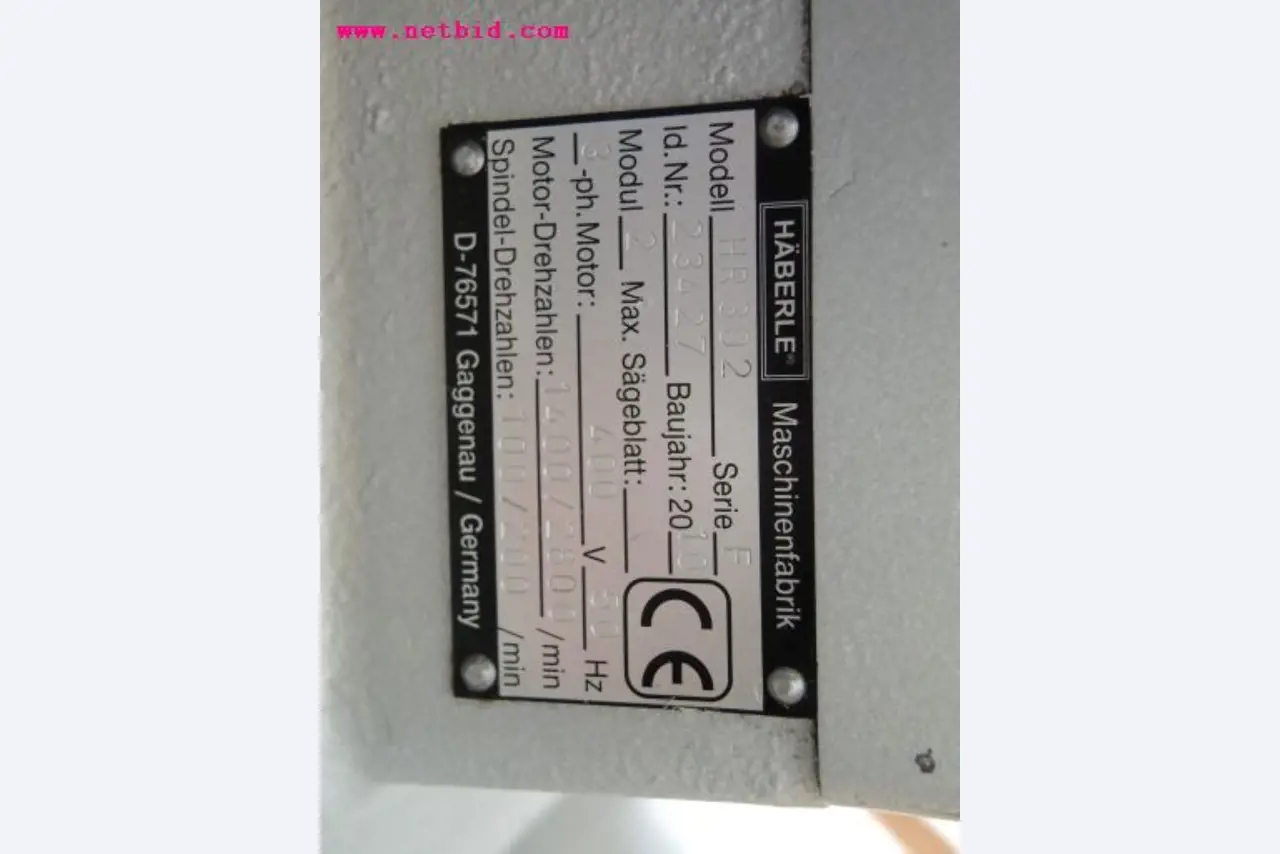 www.netbid.com
HÄBERLE® Maschinenfabrik
Modell HR 302 Serie F
Id.Nr.: 23427 Baujahr: 2010
Modul 2 Max. Sägeblatt:
3-ph. Motor: 400 V 50 Hz
Motor-Drehzahlen: 1400/2800 /min
Spindel-Drehzahlen: 100/200 /min
CE
D-76571 Gaggenau / Germany